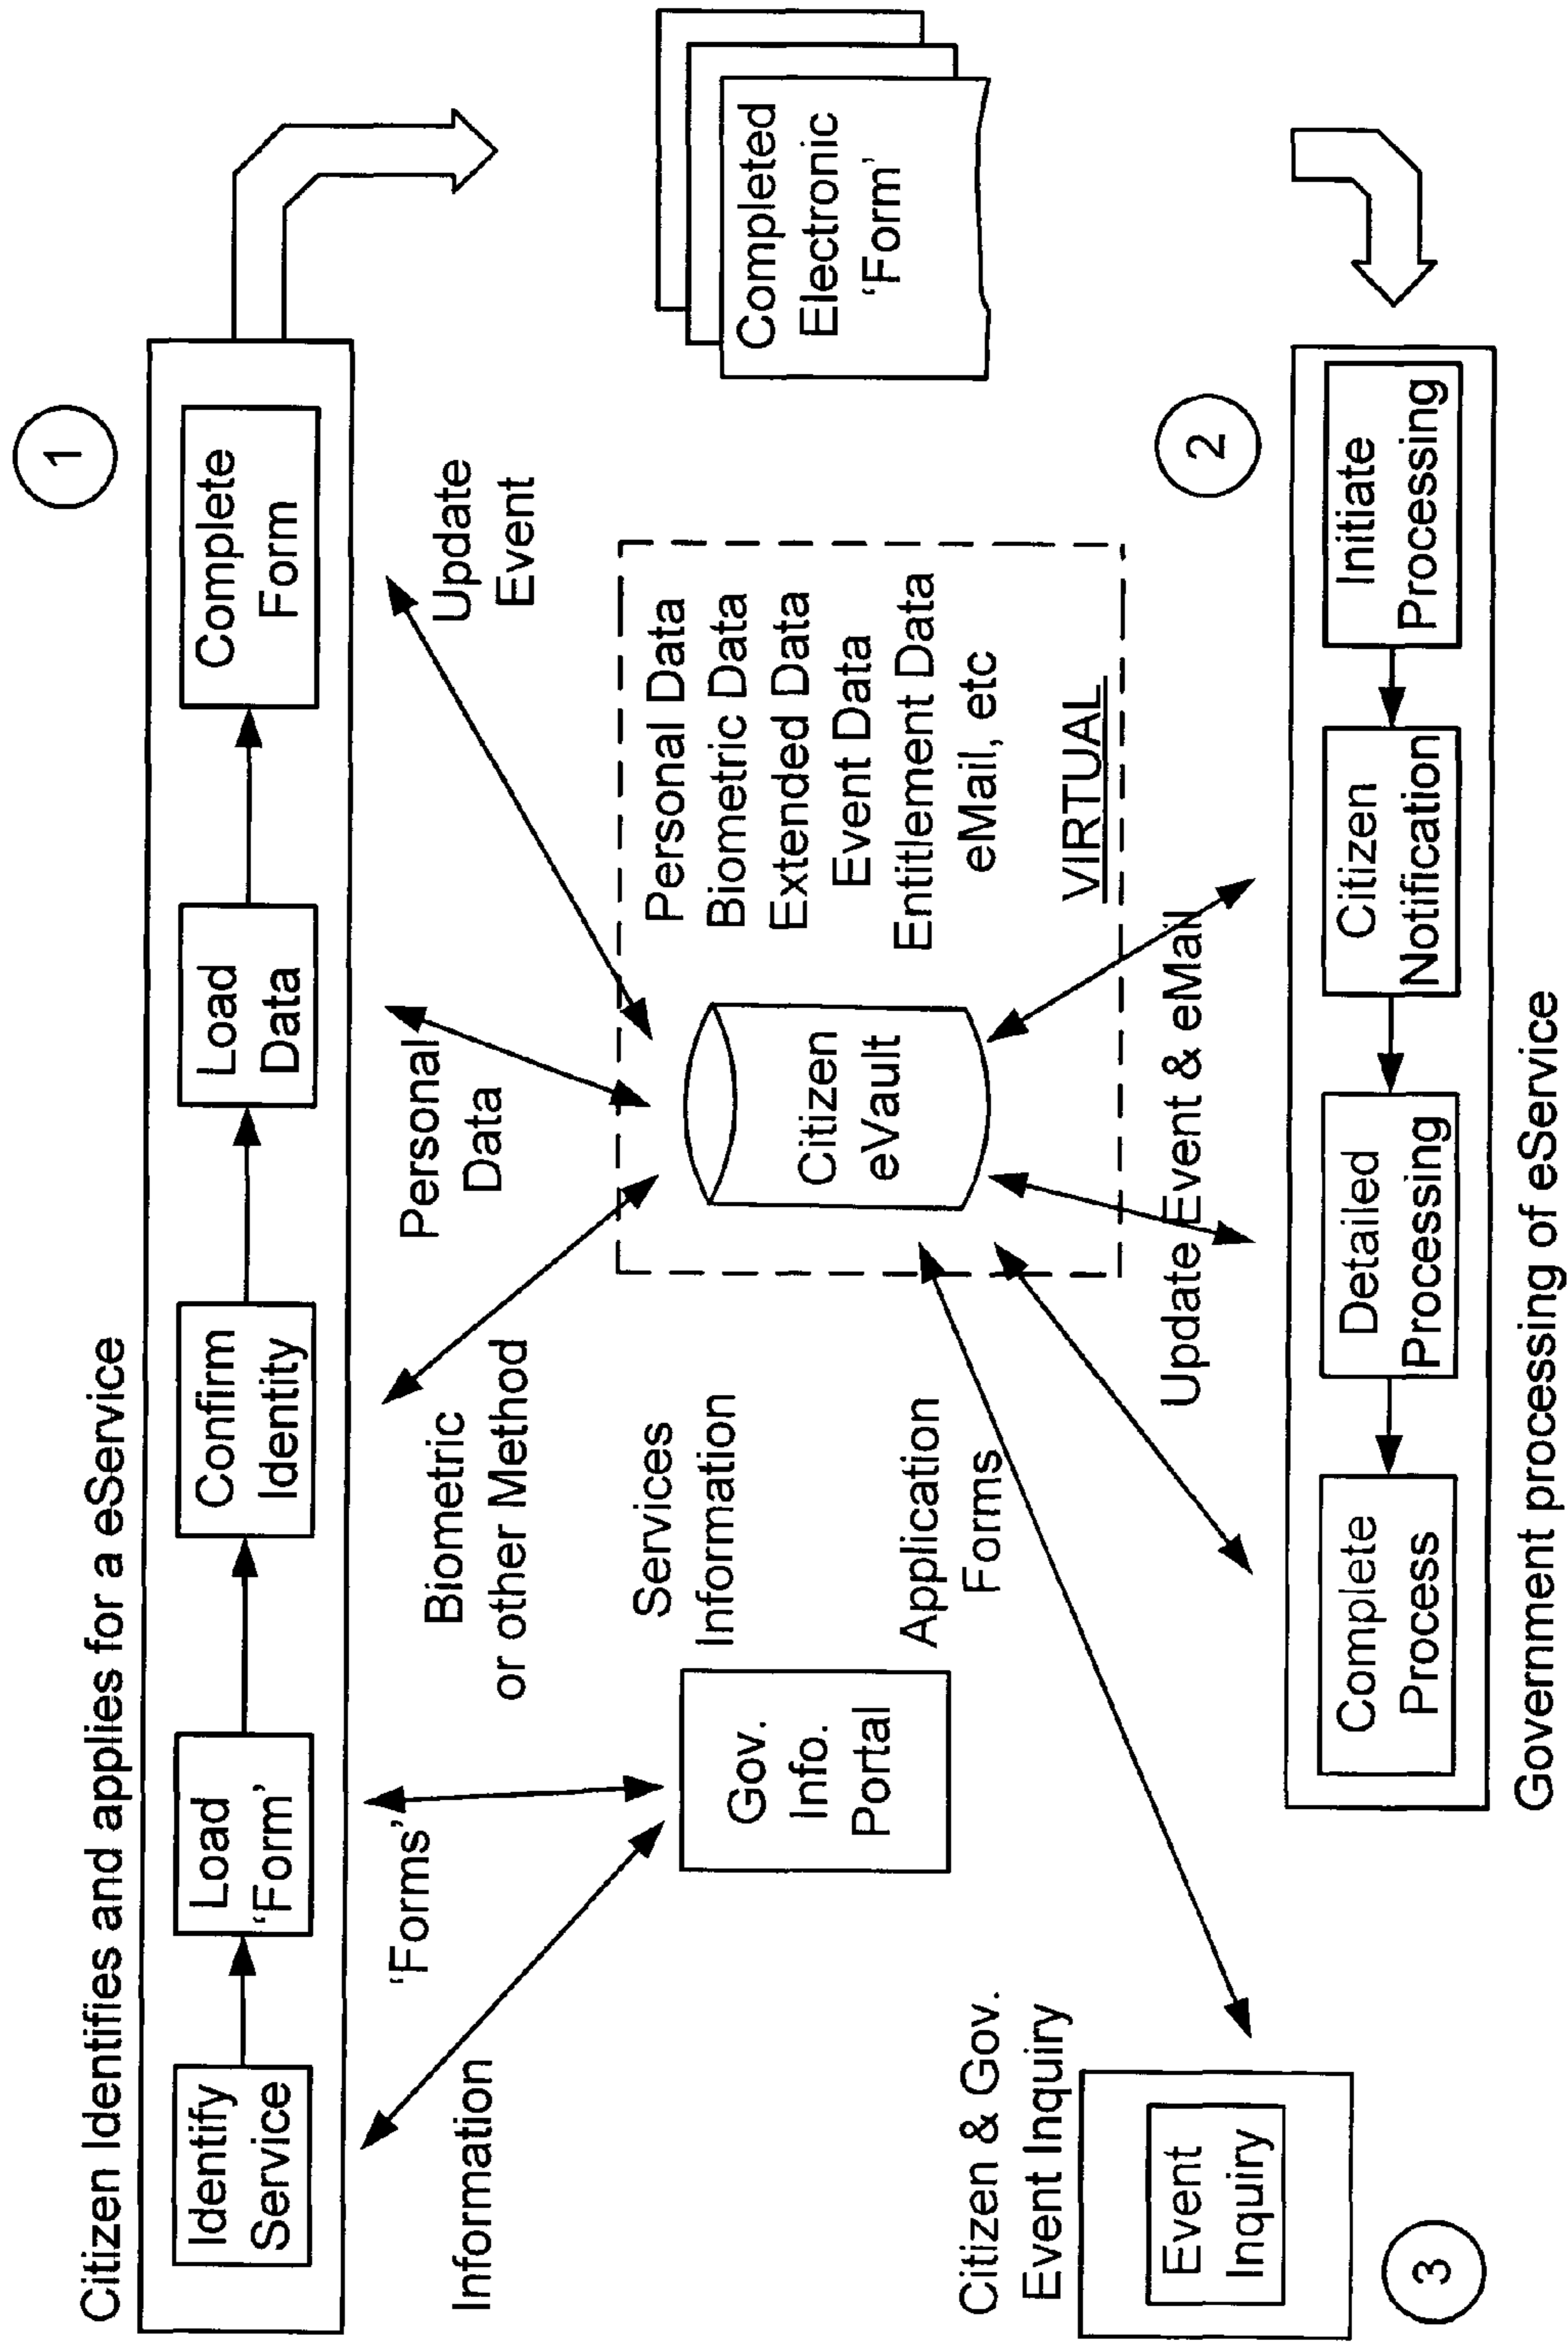 Citizen Identifies and applies for a eService
1
Identify
Service
Load
‘Form’
Confirm
Identity
Load
Data
Complete
Form
Information
‘Forms’
Biometric
or other Method
Personal
Data
Update
Event
Gov.
Info.
Portal
Services
Information
Application
Forms
Citizen
eVault
Personal Data
Biometric Data
Extended Data
Event Data
Entitlement Data
eMail, etc
VIRTUAL
Completed
Electronic
‘Form’
Citizen & Gov.
Event Inquiry
Event
Inquiry
3
Update Event & eMail
2
Complete
Process
Detailed
Processing
Citizen
Notification
Initiate
Processing
Government processing of eService